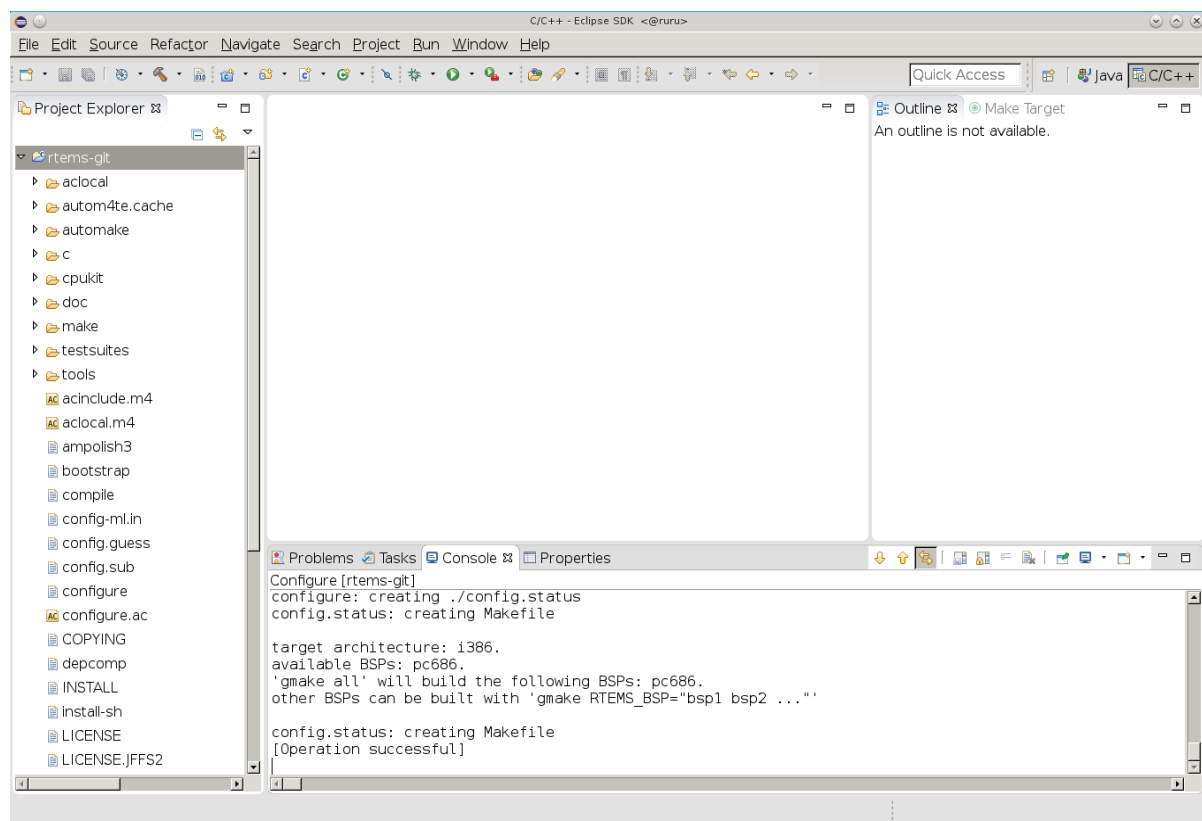 C/C++ - Eclipse SDK <@ruru>
File Edit Source Refactor Navigate Search Project Run Window Help
Quick Access Java C/C++
Project Explorer
rtems-git
aclocal
autom4te.cache
automake
c
cpukit
doc
make
testsuites
tools
acinclude.m4
aclocal.m4
ampolish3
bootstrap
compile
config-ml.in
config.guess
config.sub
configure
configure.ac
COPYING
depcomp
INSTALL
install-sh
LICENSE
LICENSE.JFFS2
Outline Make Target
An outline is not available.
Problems Tasks Console Properties
Configure [rtems-git]
configure: creating ./config.status
config.status: creating Makefile
target architecture: i386.
available BSPs: pc686.
'gmake all' will build the following BSPs: pc686.
other BSPs can be built with 'gmake RTEMS_BSP="bsp1 bsp2 ..."'
config.status: creating Makefile
[Operation successful]